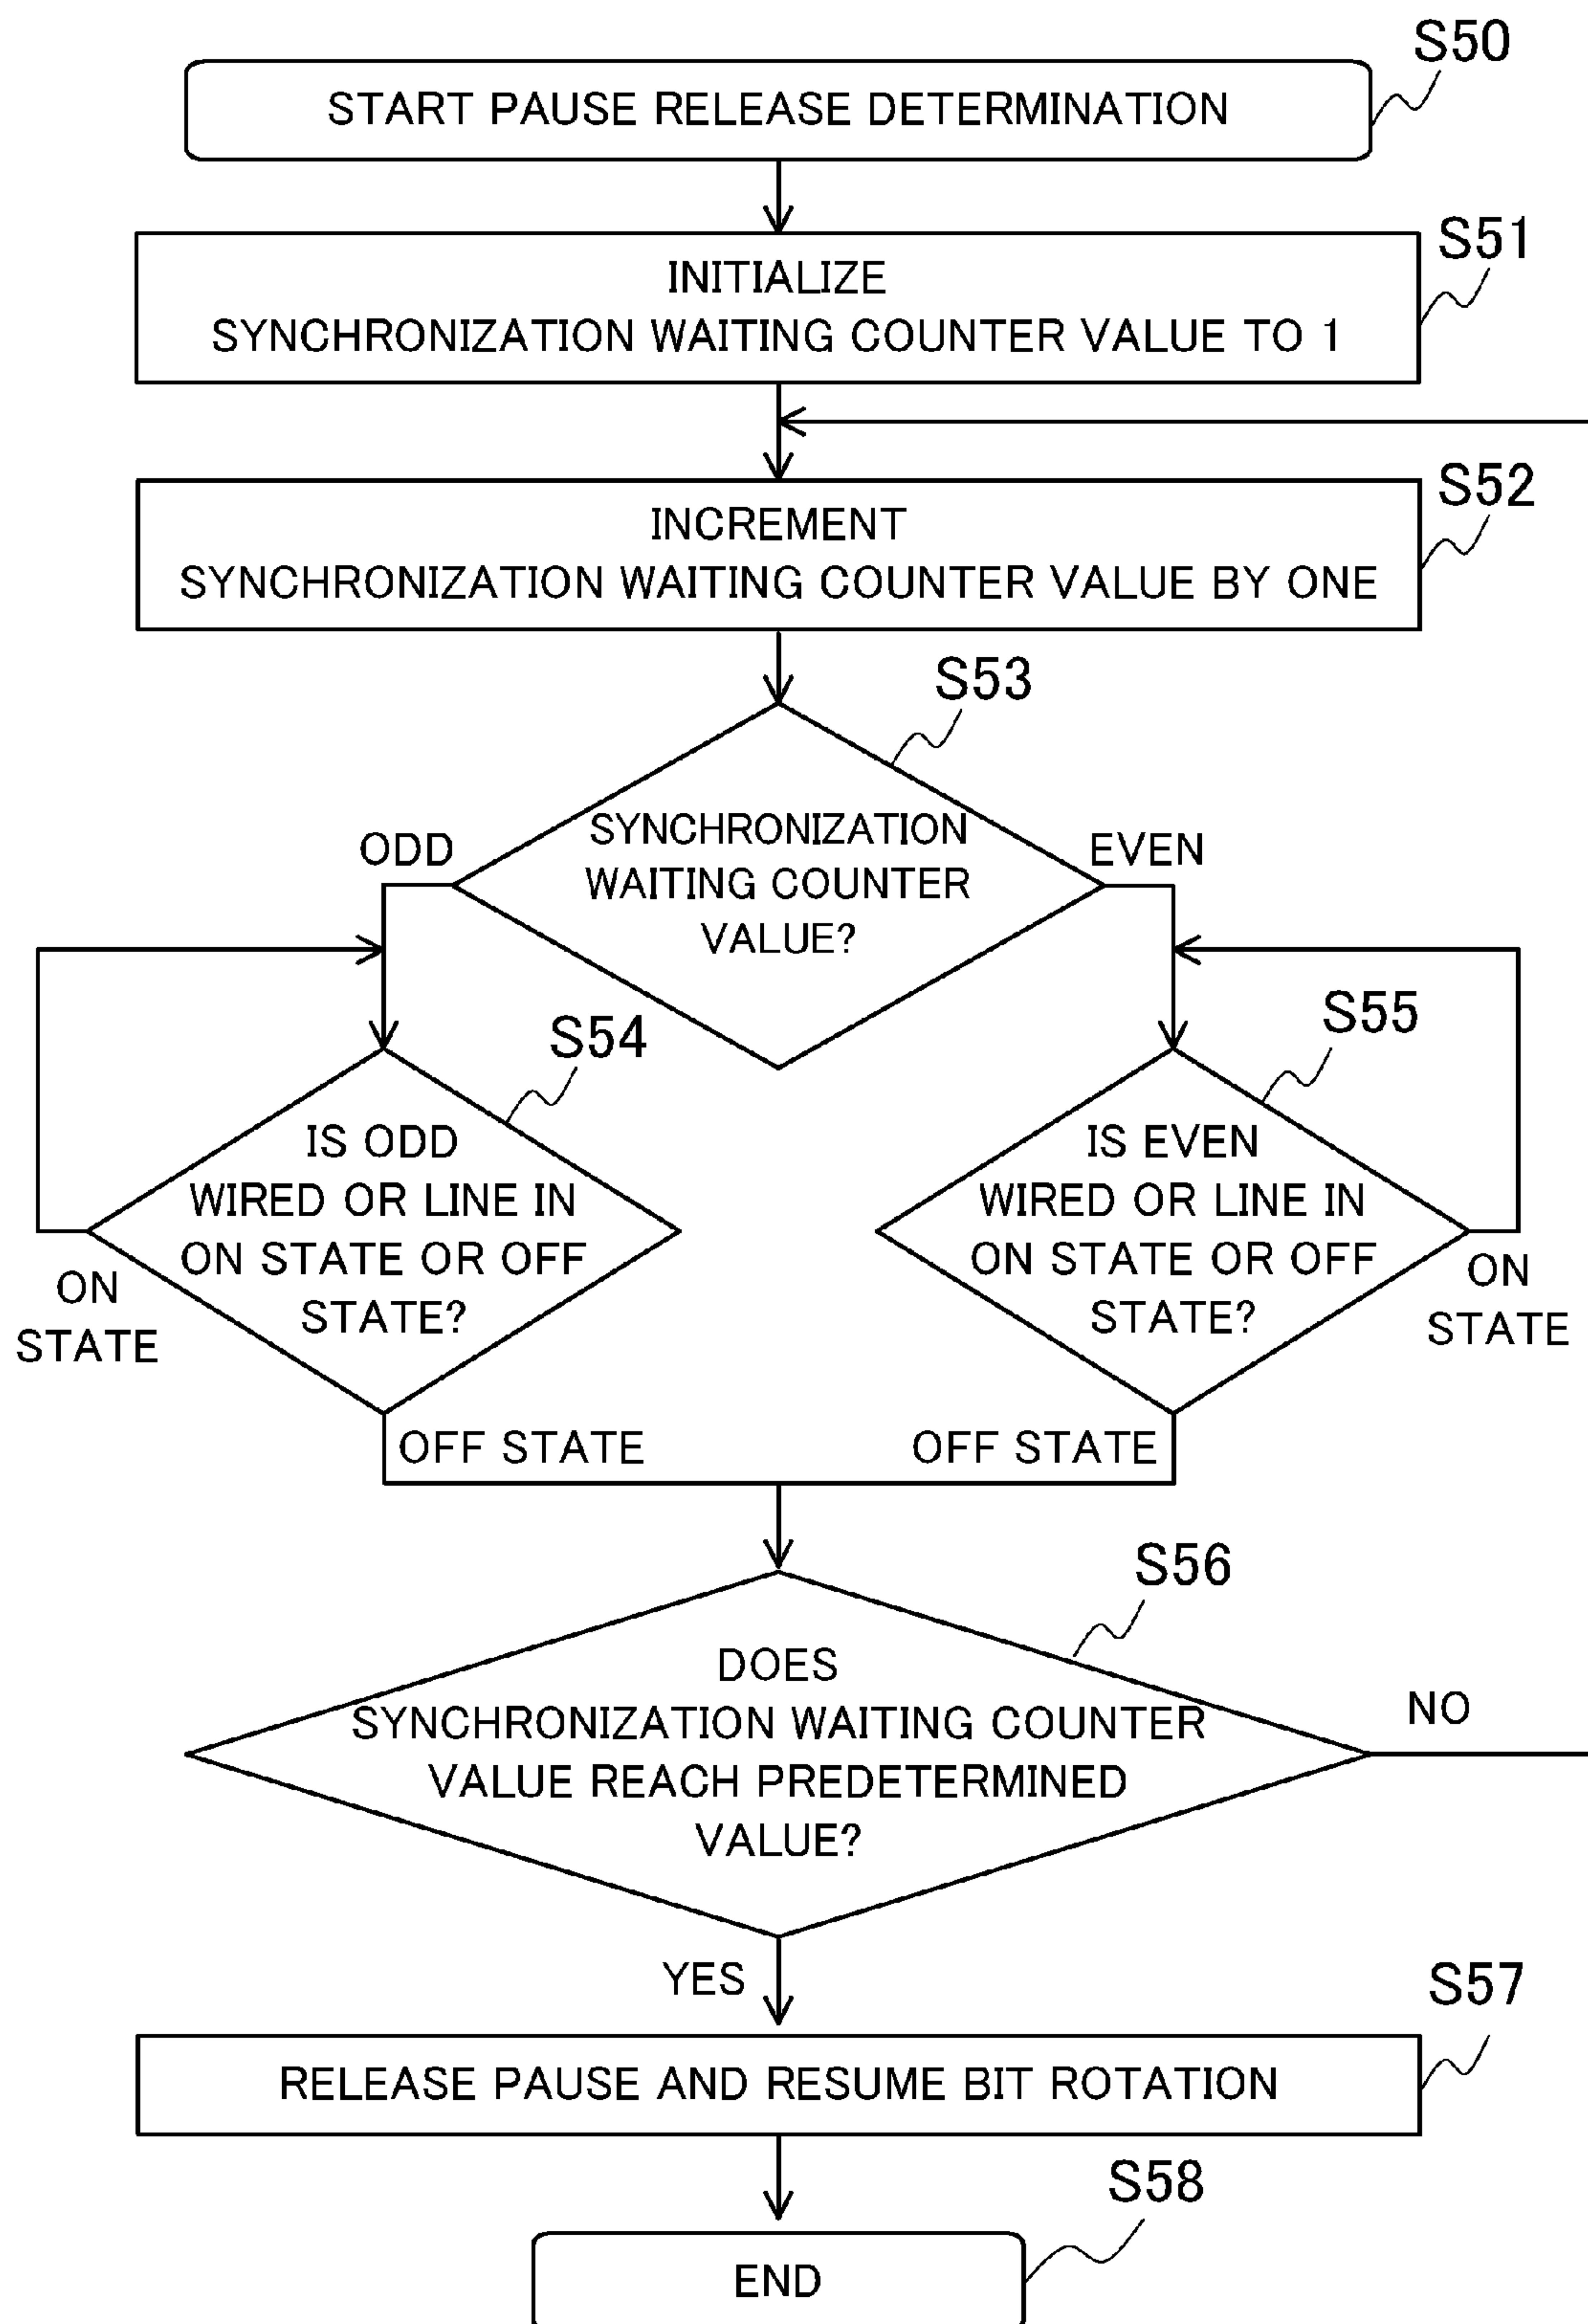 S50
START PAUSE RELEASE DETERMINATION
S51
INITIALIZE
SYNCHRONIZATION WAITING COUNTER VALUE TO 1
S52
INCREMENT
SYNCHRONIZATION WAITING COUNTER VALUE BY ONE
S53
SYNCHRONIZATION
WAITING COUNTER
VALUE?
ODD
EVEN
S54
IS ODD
WIRED OR LINE IN
ON STATE OR OFF
STATE?
ON
STATE
OFF STATE
S55
IS EVEN
WIRED OR LINE IN
ON STATE OR OFF
STATE?
ON
STATE
OFF STATE
S56
DOES
SYNCHRONIZATION WAITING COUNTER
VALUE REACH PREDETERMINED
VALUE?
NO
YES
S57
RELEASE PAUSE AND RESUME BIT ROTATION
S58
END